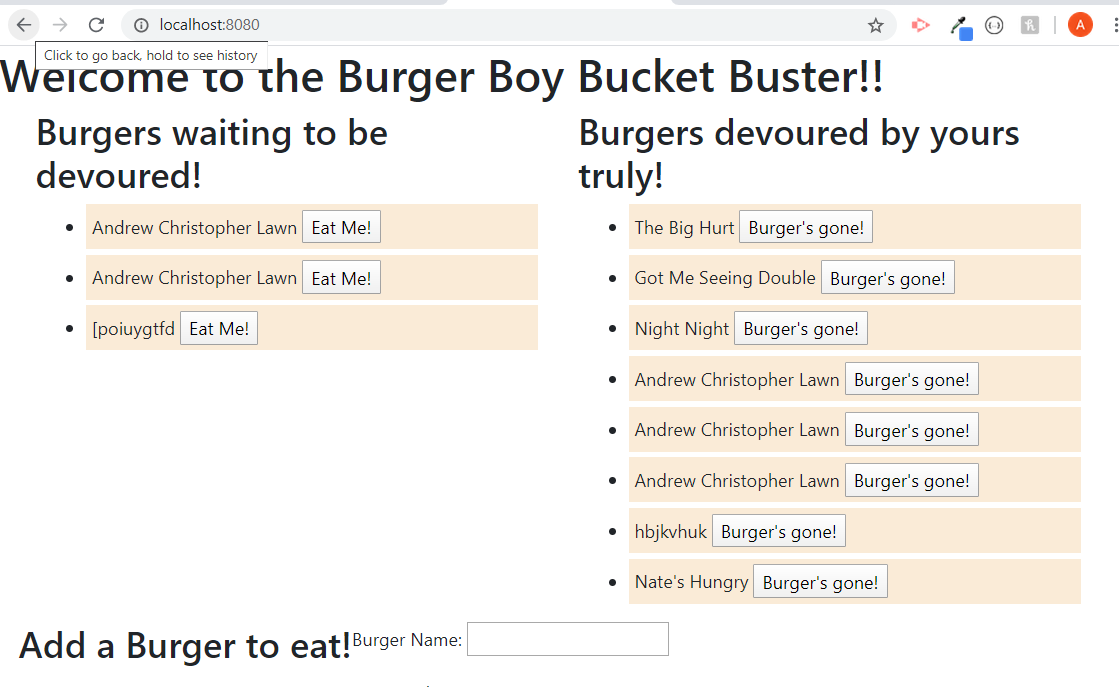 localhost:8080
A
Click to go back, hold to see history
Welcome to the Burger Boy Bucket Buster!!
Burgers waiting to be
devoured!
Andrew Christopher Lawn Eat Me!
Andrew Christopher Lawn Eat Me!
[poiuygtfd Eat Me!
Burgers devoured by yours
truly!
The Big Hurt Burger's gone!
Got Me Seeing Double Burger's gone!
Night Night Burger's gone!
Andrew Christopher Lawn Burger's gone!
Andrew Christopher Lawn Burger's gone!
Andrew Christopher Lawn Burger's gone!
hbjkvhuk Burger's gone!
Nate's Hungry Burger's gone!
Add a Burger to eat! Burger Name: